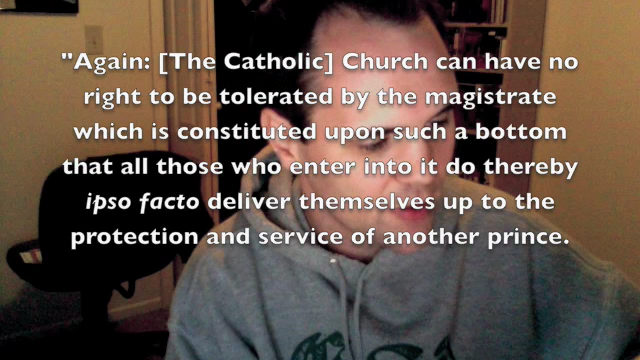 "Again: [The Catholic] Church can have no
right to be tolerated by the magistrate
which is constituted upon such a bottom
that all those who enter into it do thereby
ipso facto deliver themselves up to the
protection and service of another prince.